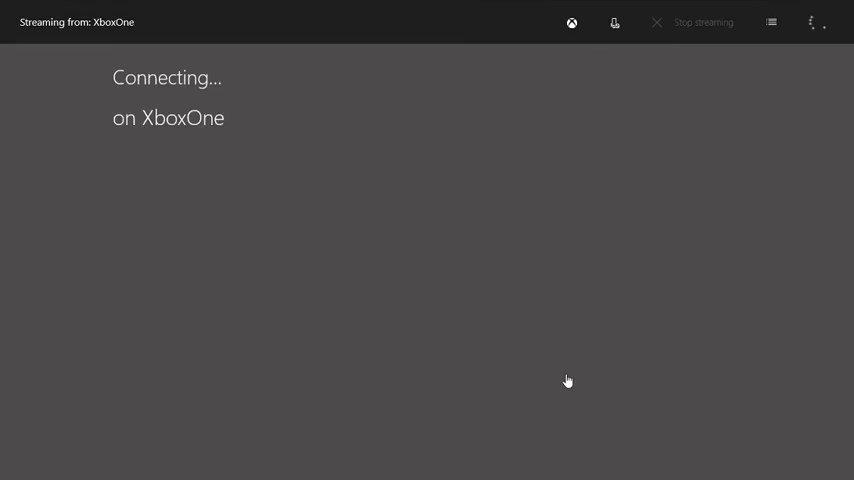 Streaming from: XboxOne
Stop streaming
Connecting...
on XboxOne